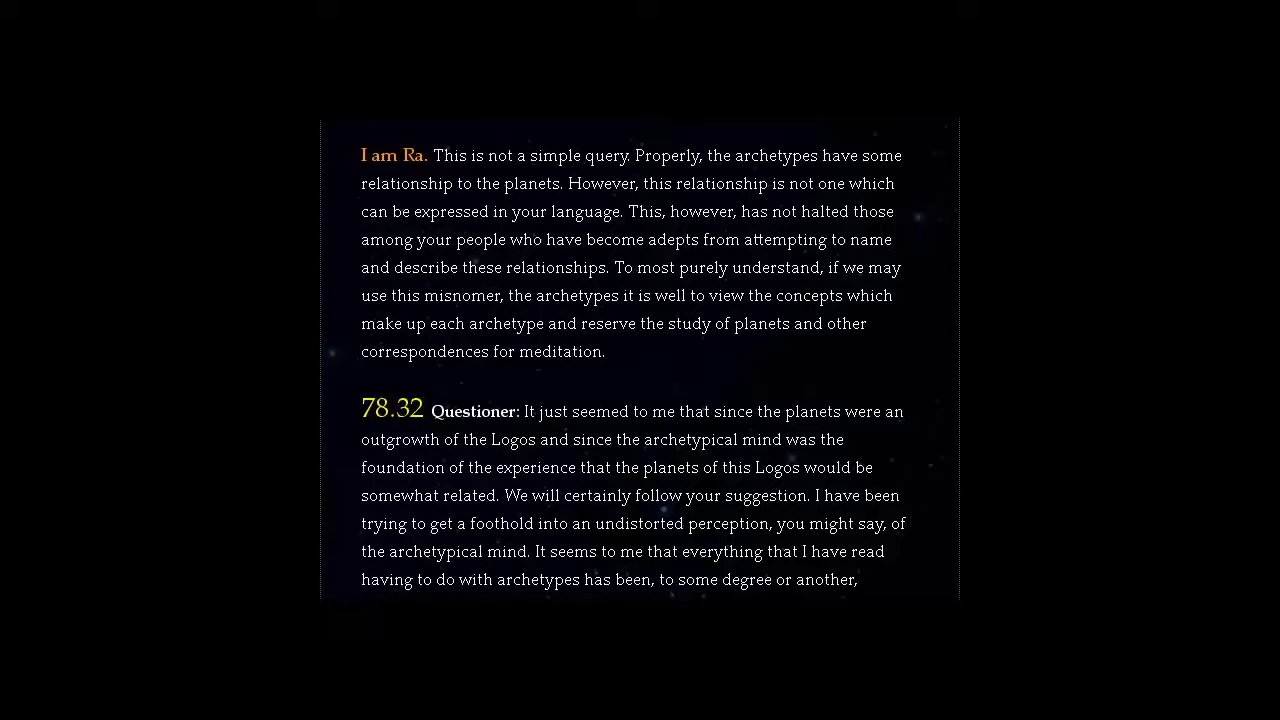 I am Ra. This is not a simple query. Properly, the archetypes have some
relationship to the planets. However, this relationship is not one which
can be expressed in your language. This, however, has not halted those
among your people who have become adepts from attempting to name
and describe these relationships. To most purely understand, if we may
use this misnomer, the archetypes it is well to view the concepts which
make up each archetype and reserve the study of planets and other
correspondences for meditation.
78.32 Questioner: It just seemed to me that since the planets were an
outgrowth of the Logos and since the archetypical mind was the
foundation of the experience that the planets of this Logos would be
somewhat related. We will certainly follow your suggestion. I have been
trying to get a foothold into an undistorted perception, you might say, of
the archetypical mind. It seems to me that everything that I have read
having to do with archetypes has been, to some degree or another,